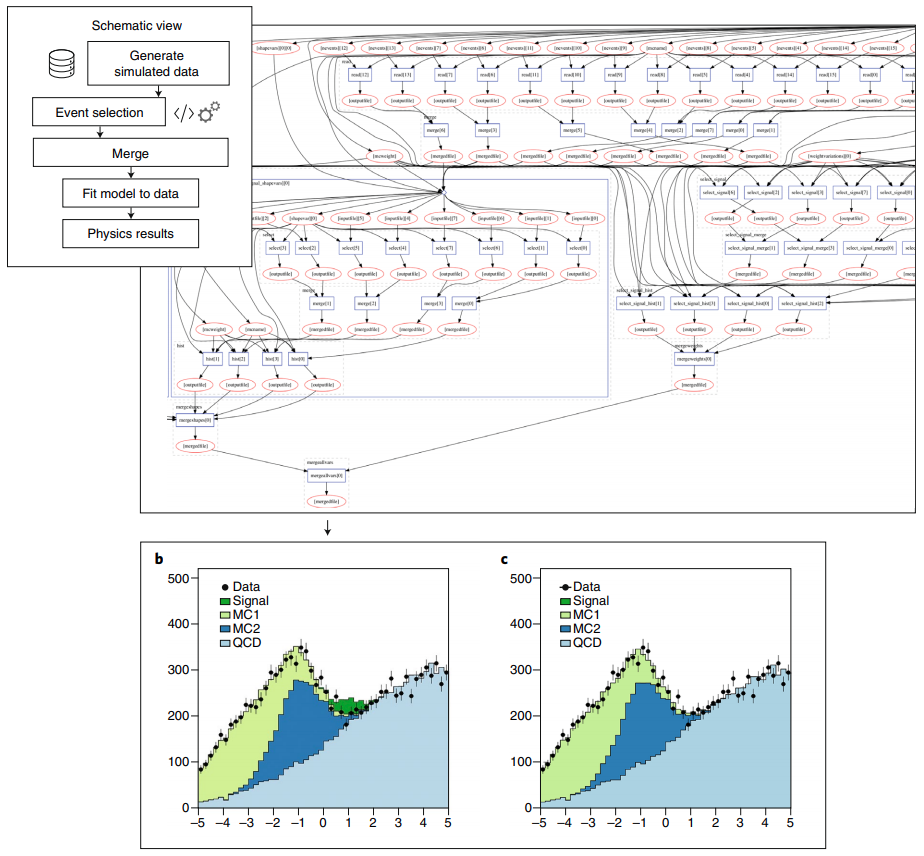 Schematic view
Generate
simulated data
Event selection
</>
Merge
Fit model to data
Physics results
[shapevars][0] [nevents][12] [nevents][13] [nevents][7] [nevents][6] [nevents][11] [nevents][10] [nevents][9] [mcname] [nevents][8] [nevents][5] [nevents][4] [nevents][14] [nevents][15]
read
read[12] read[13] read[7] read[6] read[11] read[10] read[9] read[8] read[5] read[4] read[14] read[15] read[0]
[outputfile] [outputfile] [outputfile] [outputfile] [outputfile] [outputfile] [outputfile] [outputfile] [outputfile] [outputfile] [outputfile] [outputfile] [outputfile]
merge
merge[6] merge[3] merge[5] merge[4] merge[2] merge[7] merge[0] merge[1]
[mcweight] [mergedfile] [mergedfile] [mergedfile] [mergedfile] [mergedfile] [mergedfile] [mergedfile] [mergedfile] [weightvariations][0]
select_signal
select_signal[6] select_signal[2] select_signal[3] select_signal[7] select_signal[8]
[outputfile] [outputfile] [outputfile] [outputfile]
select_signal_merge
select_signal_merge[1] select_signal_merge[3] select_signal_merge[0]
[mergedfile] [mergedfile] [mergedfile]
select_signal_hist
select_signal_hist[1] select_signal_hist[3] select_signal_hist[0] select_signal_hist[2]
[outputfile] [outputfile] [outputfile] [outputfile]
mergeweights
mergeweights[0]
[mergedfile]
[shapevar][0] [inputfile][5] [inputfile][4] [inputfile][7] [inputfile][6] [inputfile][1] [inputfile][0]
select
select[3] select[2] select[5] select[4] select[7] select[6] select[1] select[0]
[outputfile] [outputfile] [outputfile] [outputfile] [outputfile] [outputfile] [outputfile] [outputfile]
merge
merge[1] merge[2] merge[3] merge[0]
[mergedfile] [mergedfile] [mergedfile] [mergedfile]
[mcweight] [mcname]
hist
hist[1] hist[2] hist[3] hist[0]
[outputfile] [outputfile] [outputfile] [outputfile]
mergeshapes
mergeshapes[0]
[mergedfile]
mergeallvars
mergeallvars[0]
[mergedfile]
b
500
400
300
200
100
0
Data
Signal
MC1
MC2
QCD
–5 –4 –3 –2 –1 0 1 2 3 4 5
c
500
400
300
200
100
0
Data
Signal
MC1
MC2
QCD
–5 –4 –3 –2 –1 0 1 2 3 4 5